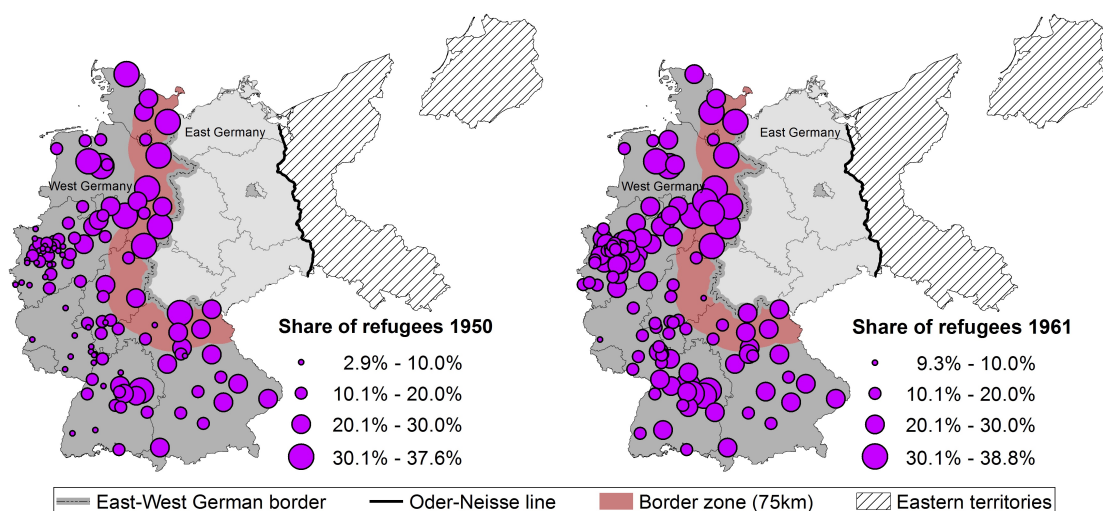 East Germany
West Germany
Share of refugees 1950
2.9% - 10.0%
10.1% - 20.0%
20.1% - 30.0%
30.1% - 37.6%
East Germany
West Germany
Share of refugees 1961
9.3% - 10.0%
10.1% - 20.0%
20.1% - 30.0%
30.1% - 38.8%
East-West German border
Oder-Neisse line
Border zone (75km)
Eastern territories